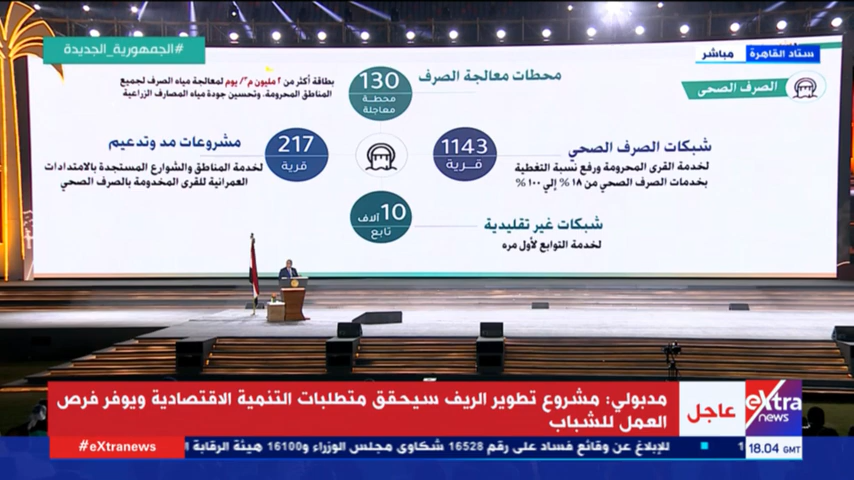 #الجمهورية_الجديدة
ستاد القاهرة
مباشر
الصرف الصحى
محطات معالجة الصرف
130
محطة
معاجلة
بطاقة أكثر من ٢ مليون م٣/ يوم لمعالجة مياه الصرف لجميع
المناطق المحرومة، وتحسين جودة مياه المصارف الزراعية
شبكات الصرف الصحي
لخدمة القرى المحرومة ورفع نسبة التغطية
بخدمات الصرف الصحي من ١٨ % إلي ١٠٠ %
1143
قرية
217
قرية
مشروعات مد وتدعيم
لخدمة المناطق والشوارع المستجدة بالامتدادات
العمرانية للقرى المخدومة بالصرف الصحي
10 آلاف
تابع
شبكات غير تقليدية
لخدمة التوابع لأول مره
عاجل
مدبولي: مشروع تطوير الريف سيحقق متطلبات التنمية الاقتصادية ويوفر فرص
العمل للشباب
eXtra
news
18.04 GMT
للإبلاغ عن وقائع فساد على رقم 16528 شكاوى مجلس الوزراء و16100 هيئة الرقابة
#eXtranews